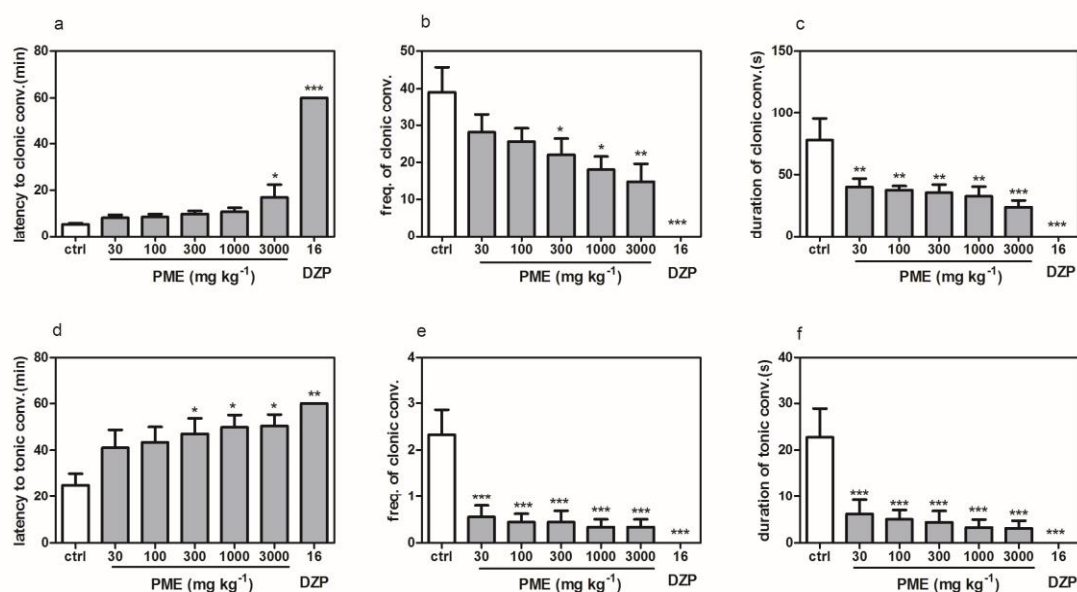 a
latency to clonic conv.(min)
80
60
40
20
0
*
***
ctrl 30 100 300 1000 3000 16
PME (mg kg⁻¹) DZP
b
freq. of clonic conv.
50
40
30
20
10
0
* * ** ***
ctrl 30 100 300 1000 3000 16
PME (mg kg⁻¹) DZP
c
duration of clonic conv.(s)
150
100
50
0
** ** ** ** *** ***
ctrl 30 100 300 1000 3000 16
PME (mg kg⁻¹) DZP
d
latency to tonic conv.(min)
80
60
40
20
0
* * * **
ctrl 30 100 300 1000 3000 16
PME (mg kg⁻¹) DZP
e
freq. of clonic conv.
4
3
2
1
0
*** *** *** *** *** ***
ctrl 30 100 300 1000 3000 16
PME (mg kg⁻¹) DZP
f
duration of tonic conv.(s)
40
30
20
10
0
*** *** *** *** *** ***
ctrl 30 100 300 1000 3000 16
PME (mg kg⁻¹) DZP